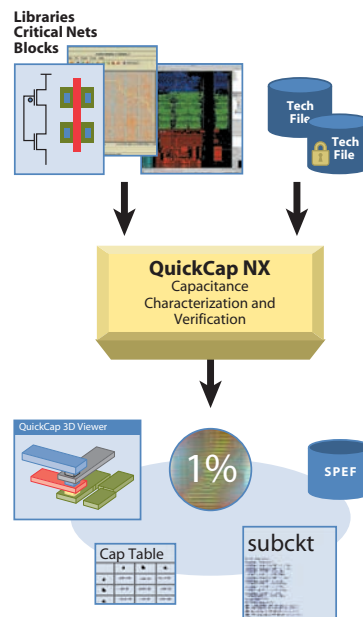 Libraries
Critical Nets
Blocks
Tech
File
Tech
File
QuickCap NX
Capacitance
Characterization and
Verification
QuickCap 3D Viewer
1%
SPEF
Cap Table
subckt